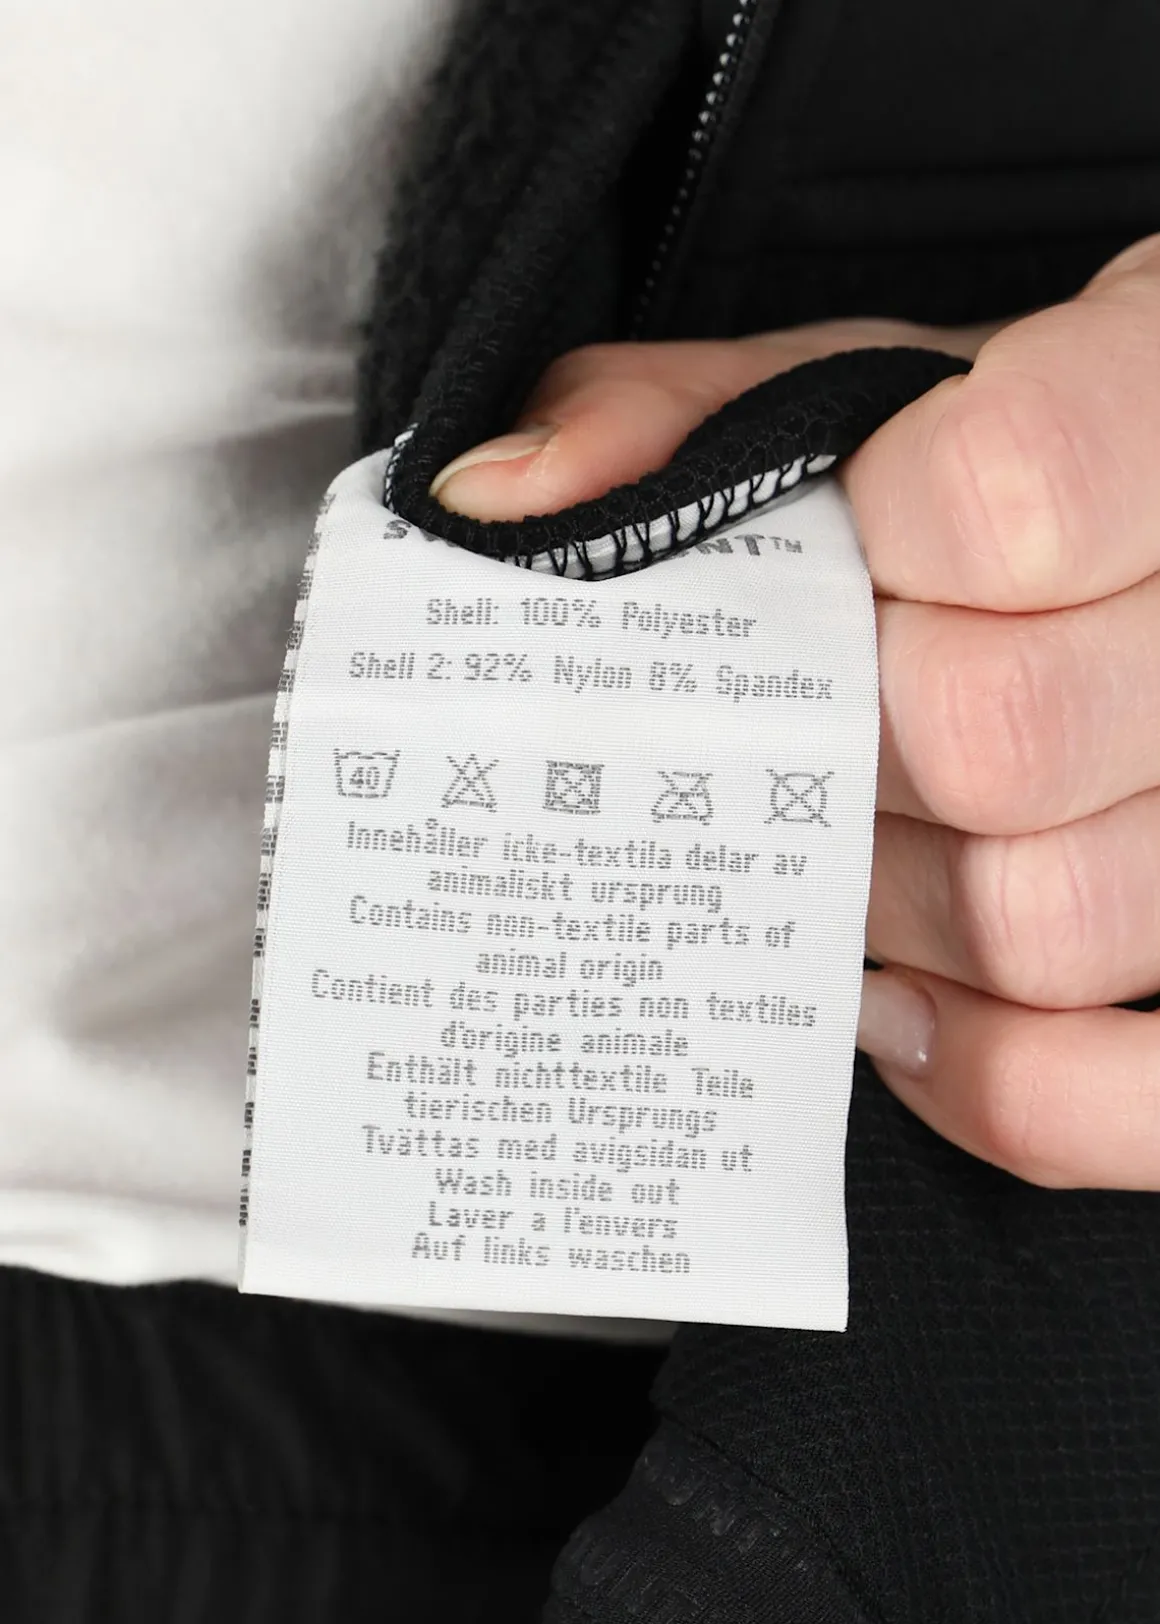 Shell: 100% Polyester
Shell 2: 92% Nylon 8% Spandex
40
Innehåller icke-textila delar av
animaliskt ursprung
Contains non-textile parts of
animal origin
Contient des parties non textiles
d'origine animale
Enthält nichttextile Teile
tierischen Ursprungs
Tvättas med avigsidan ut
Wash inside out
Laver a l'envers
Auf links waschen